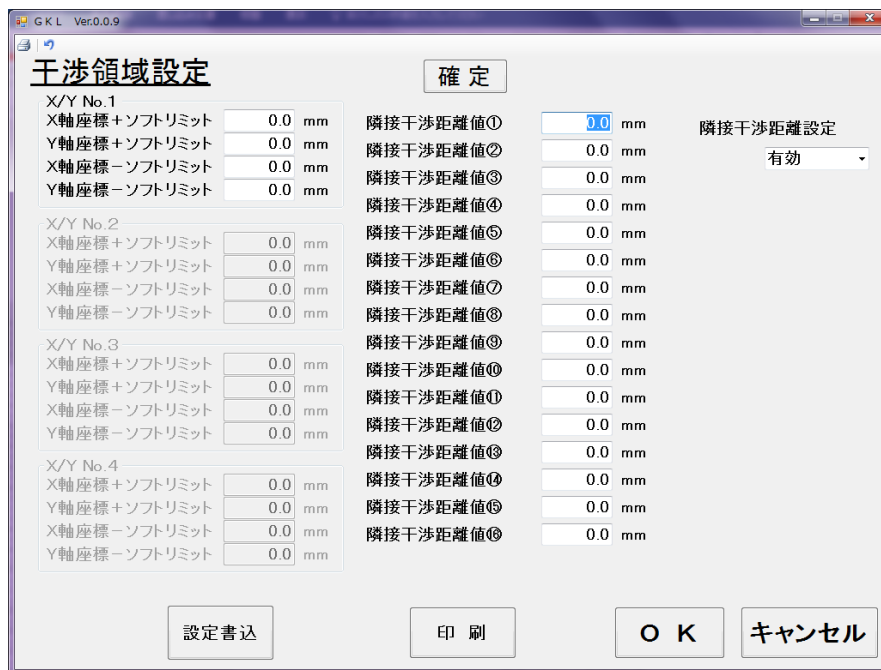 GKL Ver.0.0.9
干渉領域設定
確 定
X/Y No.1
X軸座標+ソフトリミット 0.0 mm
Y軸座標+ソフトリミット 0.0 mm
X軸座標-ソフトリミット 0.0 mm
Y軸座標-ソフトリミット 0.0 mm
X/Y No.2
X軸座標+ソフトリミット 0.0 mm
Y軸座標+ソフトリミット 0.0 mm
X軸座標-ソフトリミット 0.0 mm
Y軸座標-ソフトリミット 0.0 mm
X/Y No.3
X軸座標+ソフトリミット 0.0 mm
Y軸座標+ソフトリミット 0.0 mm
X軸座標-ソフトリミット 0.0 mm
Y軸座標-ソフトリミット 0.0 mm
X/Y No.4
X軸座標+ソフトリミット 0.0 mm
Y軸座標+ソフトリミット 0.0 mm
X軸座標-ソフトリミット 0.0 mm
Y軸座標-ソフトリミット 0.0 mm
隣接干渉距離値① 0.0 mm
隣接干渉距離値② 0.0 mm
隣接干渉距離値③ 0.0 mm
隣接干渉距離値④ 0.0 mm
隣接干渉距離値⑤ 0.0 mm
隣接干渉距離値⑥ 0.0 mm
隣接干渉距離値⑦ 0.0 mm
隣接干渉距離値⑧ 0.0 mm
隣接干渉距離値⑨ 0.0 mm
隣接干渉距離値⑩ 0.0 mm
隣接干渉距離値⑪ 0.0 mm
隣接干渉距離値⑫ 0.0 mm
隣接干渉距離値⑬ 0.0 mm
隣接干渉距離値⑭ 0.0 mm
隣接干渉距離値⑮ 0.0 mm
隣接干渉距離値⑯ 0.0 mm
隣接干渉距離設定
有効
設定書込
印 刷
O K
キャンセル